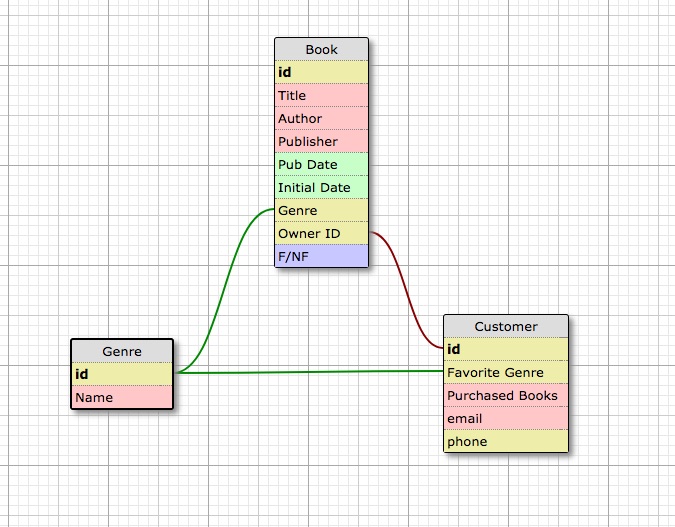 Book
id
Title
Author
Publisher
Pub Date
Initial Date
Genre
Owner ID
F/NF
Genre
id
Name
Customer
id
Favorite Genre
Purchased Books
email
phone